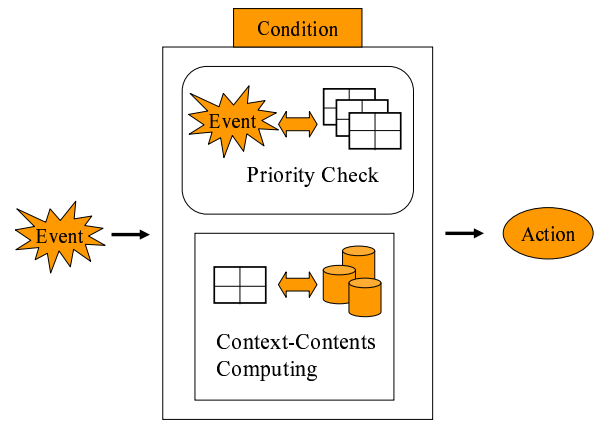 Condition
Event
Priority Check
Event
Action
Context-Contents
Computing